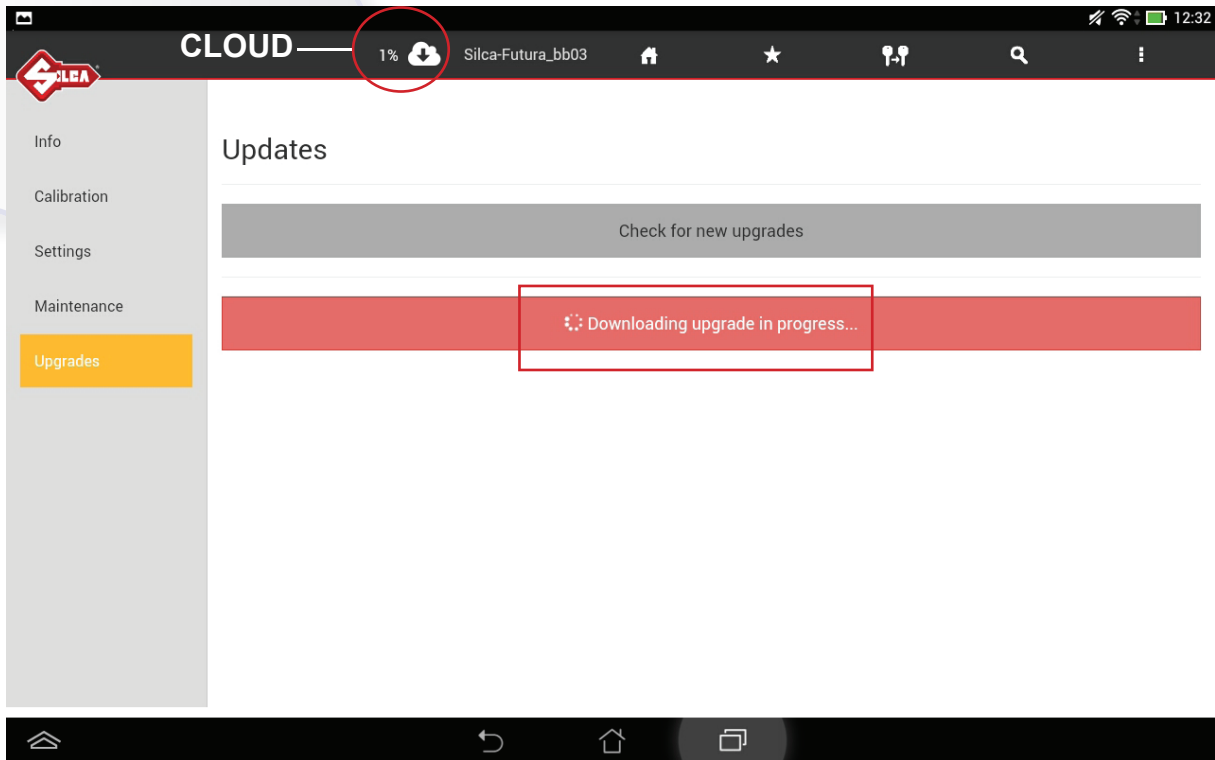 12:32
CLOUD
1%
Silca-Futura_bb03
SILCA
Info
Calibration
Settings
Maintenance
Upgrades
Updates
Check for new upgrades
Downloading upgrade in progress...